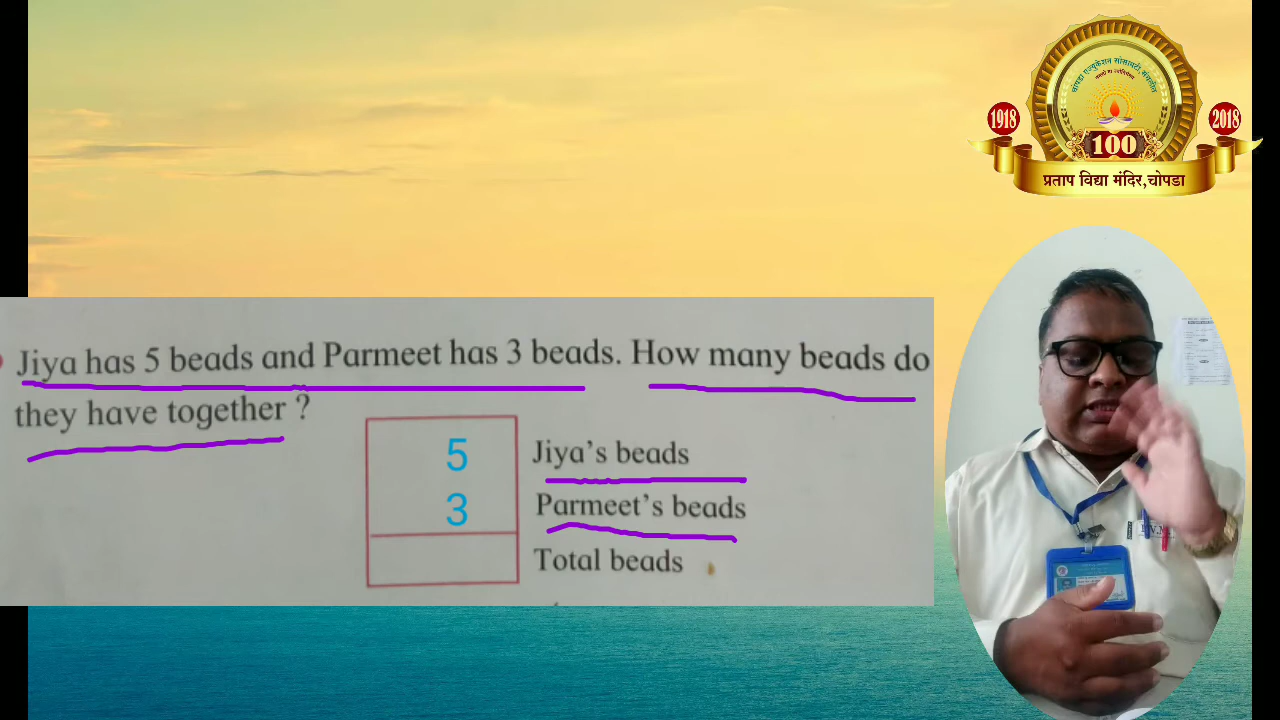 1918
2018
100
प्रताप विद्या मंदिर,चोपडा
Jiya has 5 beads and Parmeet has 3 beads. How many beads do
they have together ?
5 Jiya's beads
3 Parmeet's beads
Total beads